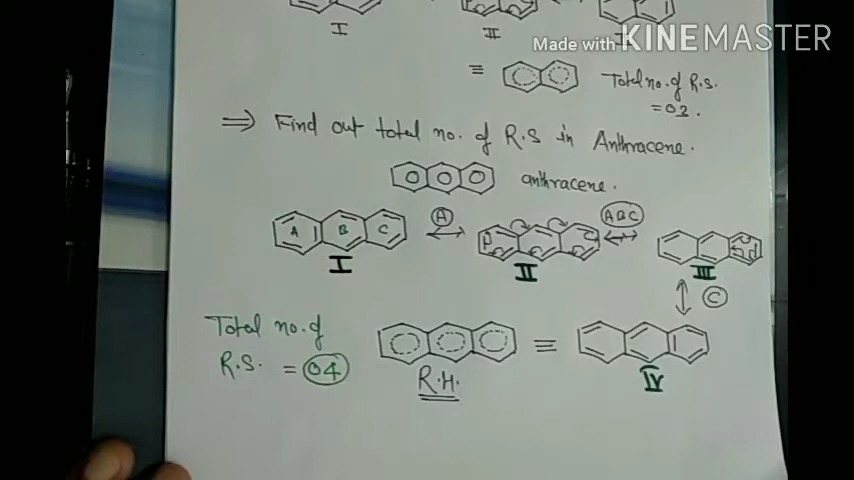 I II I
Made with KINEMASTER
≡ Total no. of R.S.
= 03.
⇒ Find out total no. of R.S in Anthracene.
anthracene.
A B C A ABC
I II III
C
Total no. of
R.S. = 04 ≡
R.H. IV